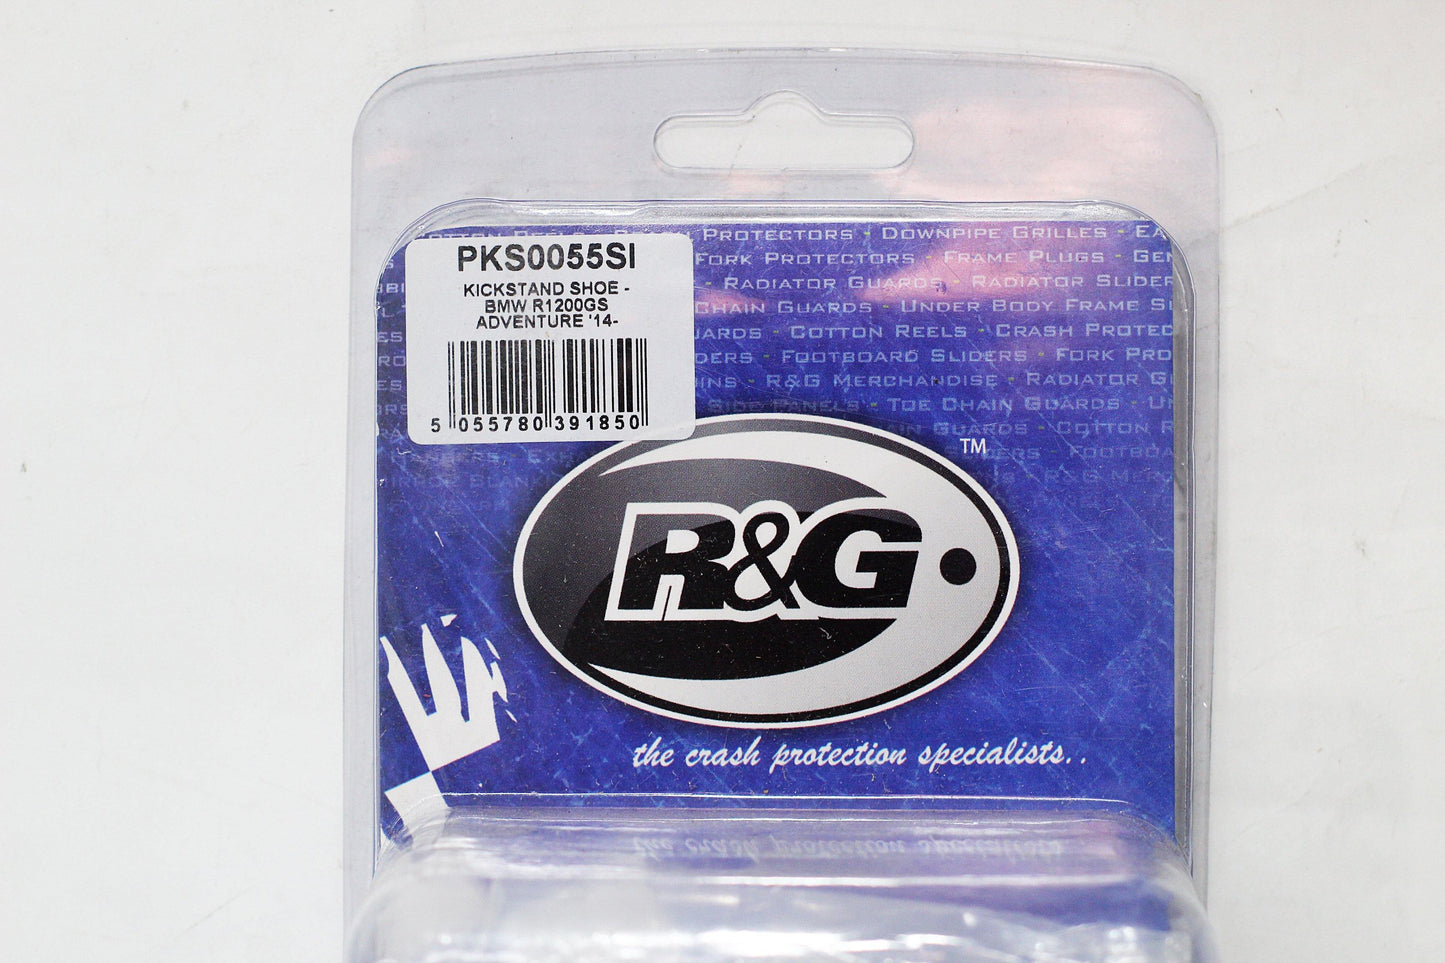 PKS0055SI
KICKSTAND SHOE -
BMW R1200GS
ADVENTURE '14-
5 055780 391850
PROTECTORS - DOWNPIPE GRILLES -
FORK PROTECTORS - FRAME PLUGS -
- RADIATOR GUARDS - RADIATOR SLIDER
CHAIN GUARDS - UNDER BODY FRAME
- COTTON REELS - CRASH PROTEC
- FOOTBOARD SLIDERS - FORK PRO
- R&G MERCHANDISE - RADIATOR
SIDE PANELS - TOE CHAIN GUARDS -
GUARDS - COTTON
TM
R&G
the crash protection specialists..